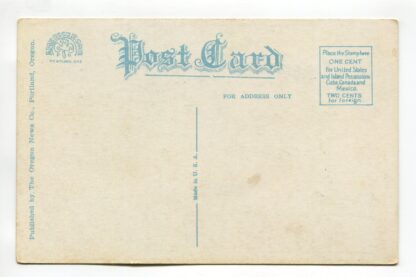 Post Card
FOR ADDRESS ONLY
Place the Stamp here
ONE CENT
for United States
and Island Possessions
Cuba, Canada and
Mexico.
TWO CENTS
for Foreign.
Published by The Oregon News Co., Portland, Oregon.
Made in U. S. A.